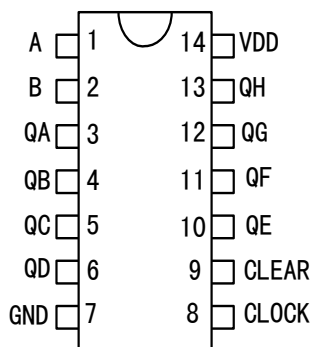 A 1 14 VDD
B 2 13 QH
QA 3 12 QG
QB 4 11 QF
QC 5 10 QE
QD 6 9 CLEAR
GND 7 8 CLOCK